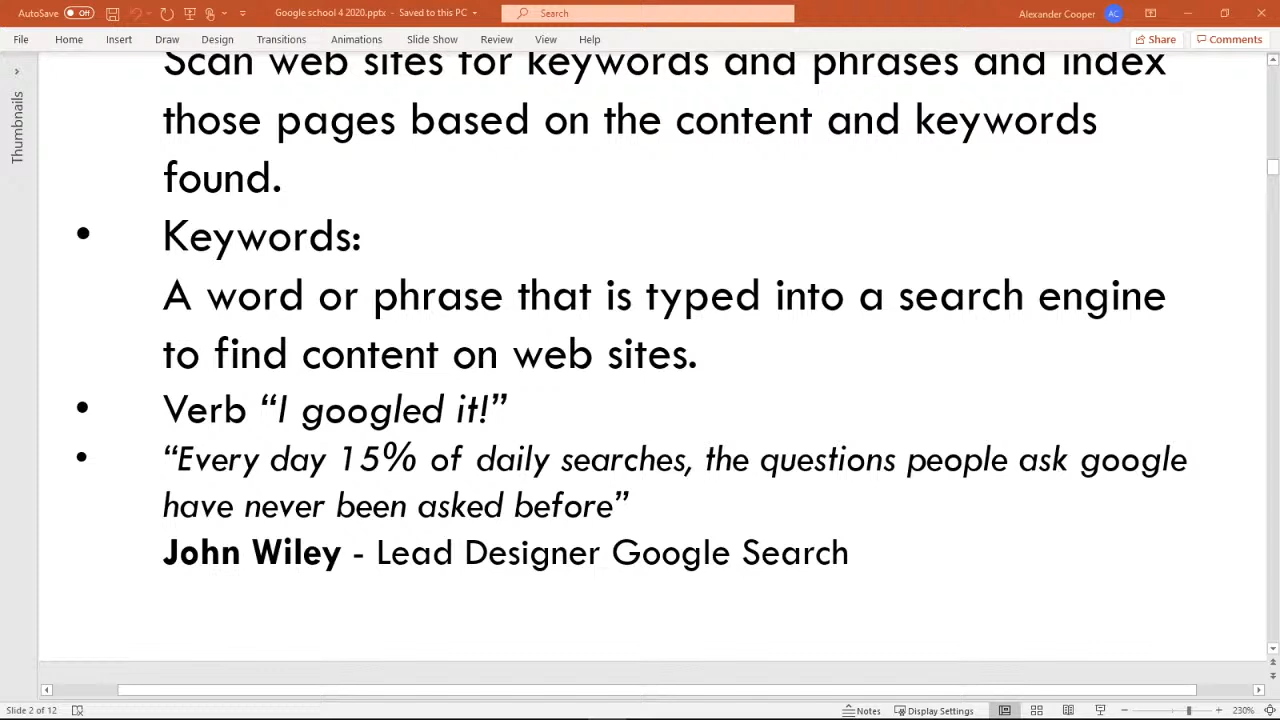 AutoSave Off Google school 4 2020.pptx - Saved to this PC Search Alexander Cooper AC
File Home Insert Draw Design Transitions Animations Slide Show Review View Help Share Comments
Thumbnails
Scan web sites for keywords and phrases and index
those pages based on the content and keywords
found.
• Keywords:
A word or phrase that is typed into a search engine
to find content on web sites.
• Verb “I googled it!”
• “Every day 15% of daily searches, the questions people ask google
have never been asked before”
John Wiley - Lead Designer Google Search
Slide 2 of 12 Notes Display Settings 230%